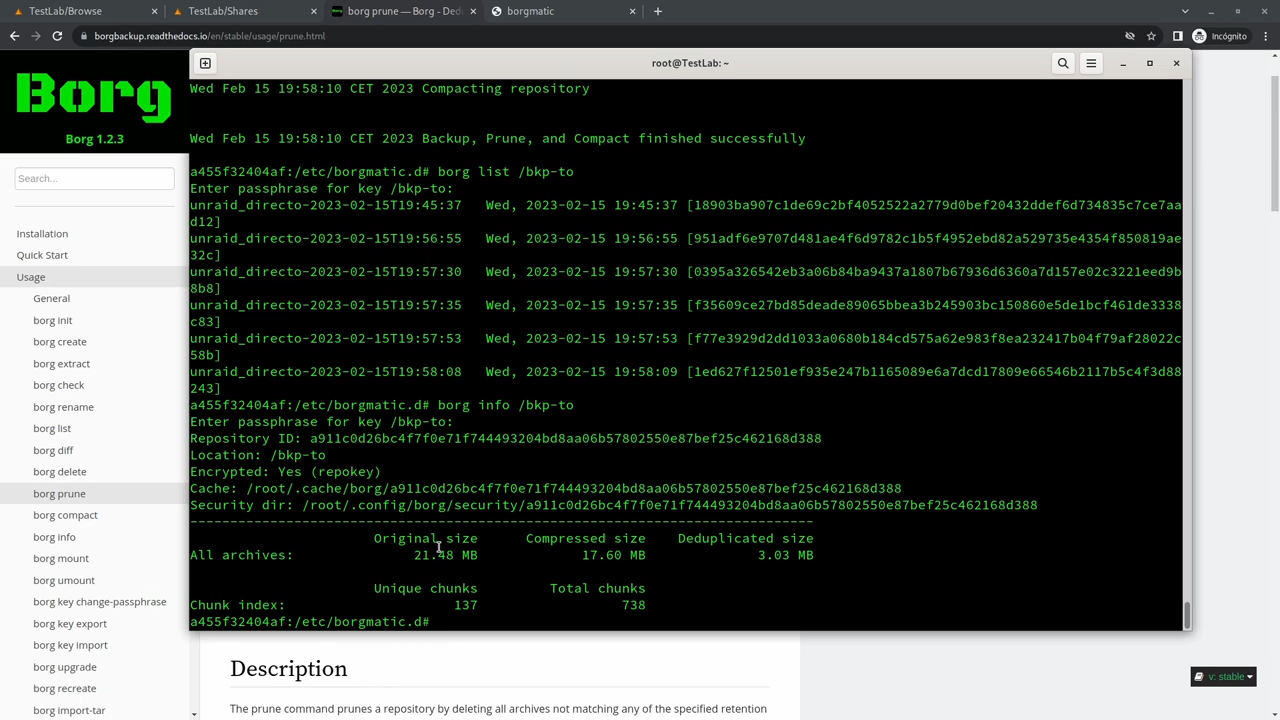 TestLab/Browse
TestLab/Shares
borg prune — Borg - Ded
borgmatic
borgbackup.readthedocs.io/en/stable/usage/prune.html
Incógnito
Borg
Borg 1.2.3
Search...
Installation
Quick Start
Usage
General
borg init
borg create
borg extract
borg check
borg rename
borg list
borg diff
borg delete
borg prune
borg compact
borg info
borg mount
borg umount
borg key change-passphrase
borg key export
borg key import
borg upgrade
borg recreate
borg import-tar
root@TestLab: ~
Wed Feb 15 19:58:10 CET 2023 Compacting repository
Wed Feb 15 19:58:10 CET 2023 Backup, Prune, and Compact finished successfully
a455f32404af:/etc/borgmatic.d# borg list /bkp-to
Enter passphrase for key /bkp-to:
unraid_directo-2023-02-15T19:45:37   Wed, 2023-02-15 19:45:37 [18903ba907c1de69c2bf4052522a2779d0bef20432ddef6d734835c7ce7aa
d12]
unraid_directo-2023-02-15T19:56:55   Wed, 2023-02-15 19:56:55 [951adf6e9707d481ae4f6d9782c1b5f4952ebd82a529735e4354f850819ae
32c]
unraid_directo-2023-02-15T19:57:30   Wed, 2023-02-15 19:57:30 [0395a326542eb3a06b84ba9437a1807b67936d6360a7d157e02c3221eed9b
8b8]
unraid_directo-2023-02-15T19:57:35   Wed, 2023-02-15 19:57:35 [f35609ce27bd85deade89065bbea3b245903bc150860e5de1bcf461de3338
c83]
unraid_directo-2023-02-15T19:57:53   Wed, 2023-02-15 19:57:53 [f77e3929d2dd1033a0680b184cd575a62e983f8ea232417b04f79af28022c
58b]
unraid_directo-2023-02-15T19:58:08   Wed, 2023-02-15 19:58:09 [1ed627f12501ef935e247b1165089e6a7dcd17809e66546b2117b5c4f3d88
243]
a455f32404af:/etc/borgmatic.d# borg info /bkp-to
Enter passphrase for key /bkp-to:
Repository ID: a911c0d26bc4f7f0e71f744493204bd8aa06b57802550e87bef25c462168d388
Location: /bkp-to
Encrypted: Yes (repokey)
Cache: /root/.cache/borg/a911c0d26bc4f7f0e71f744493204bd8aa06b57802550e87bef25c462168d388
Security dir: /root/.config/borg/security/a911c0d26bc4f7f0e71f744493204bd8aa06b57802550e87bef25c462168d388
------------------------------------------------------------------------------
Original size      Compressed size    Deduplicated size
All archives:               21.48 MB             17.60 MB              3.03 MB
Unique chunks         Total chunks
Chunk index:                     137                  738
a455f32404af:/etc/borgmatic.d#
Description
The prune command prunes a repository by deleting all archives not matching any of the specified retention
v: stable